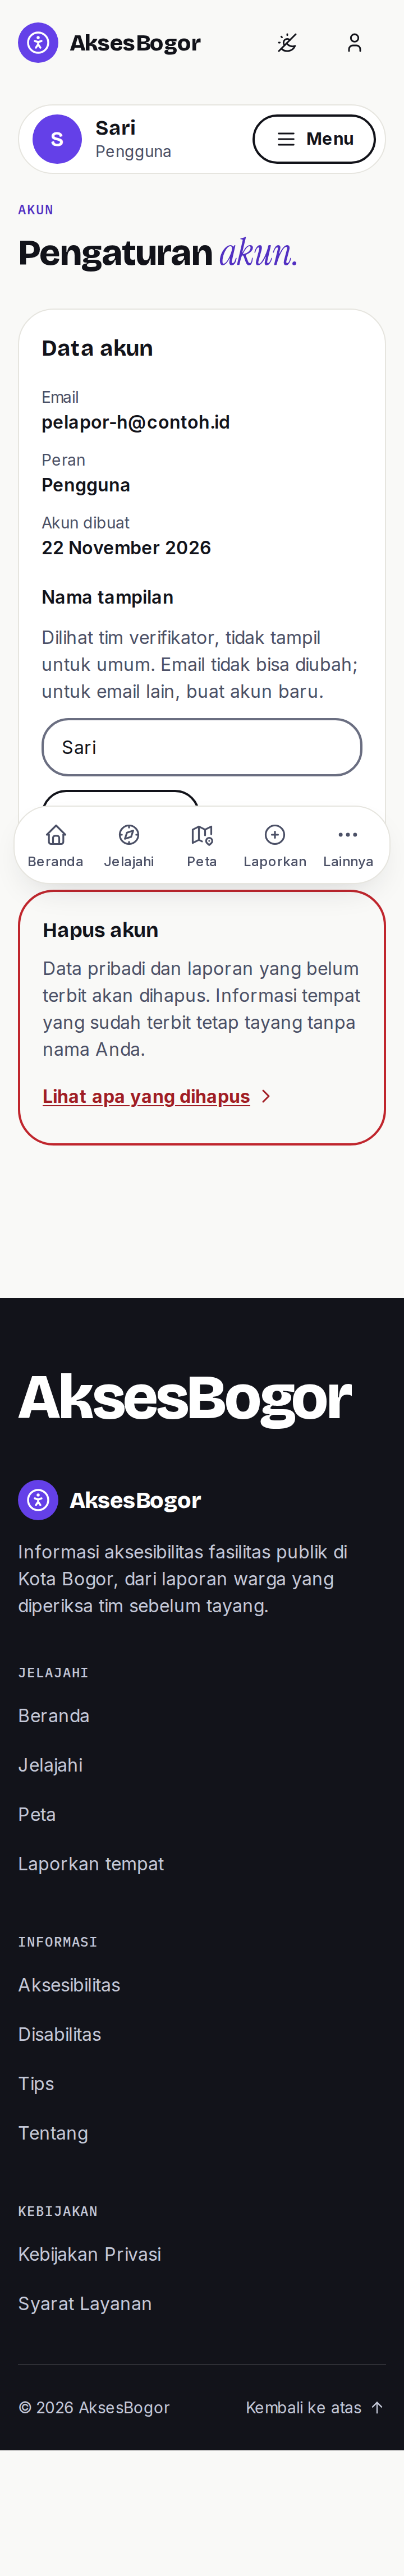 AksesBogor
S
Sari
Pengguna
Menu
AKUN
Pengaturan akun.
Data akun
Email
pelapor-h@contoh.id
Peran
Pengguna
Akun dibuat
22 November 2026
Nama tampilan
Dilihat tim verifikator, tidak tampil
untuk umum. Email tidak bisa diubah;
untuk email lain, buat akun baru.
Sari
Beranda
Jelajahi
Peta
Laporkan
Lainnya
Hapus akun
Data pribadi dan laporan yang belum
terbit akan dihapus. Informasi tempat
yang sudah terbit tetap tayang tanpa
nama Anda.
Lihat apa yang dihapus
AksesBogor
AksesBogor
Informasi aksesibilitas fasilitas publik di
Kota Bogor, dari laporan warga yang
diperiksa tim sebelum tayang.
JELAJAHI
Beranda
Jelajahi
Peta
Laporkan tempat
INFORMASI
Aksesibilitas
Disabilitas
Tips
Tentang
KEBIJAKAN
Kebijakan Privasi
Syarat Layanan
© 2026 AksesBogor
Kembali ke atas ↑